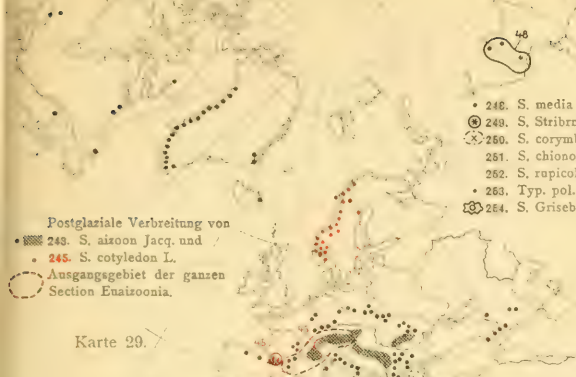 48
• 248. S. media
249. S. Stribrn
250. S. corymb
251. S. chiono
252. S. rupicol
• 253. Typ. pol.
254. S. Griseb
Postglaziale Verbreitung von
243. S. aizoon Jacq. und
• 245. S. cotyledon L.
Ausgangsgebiet der ganzen
Section Euaizoonia.
Karte 29.